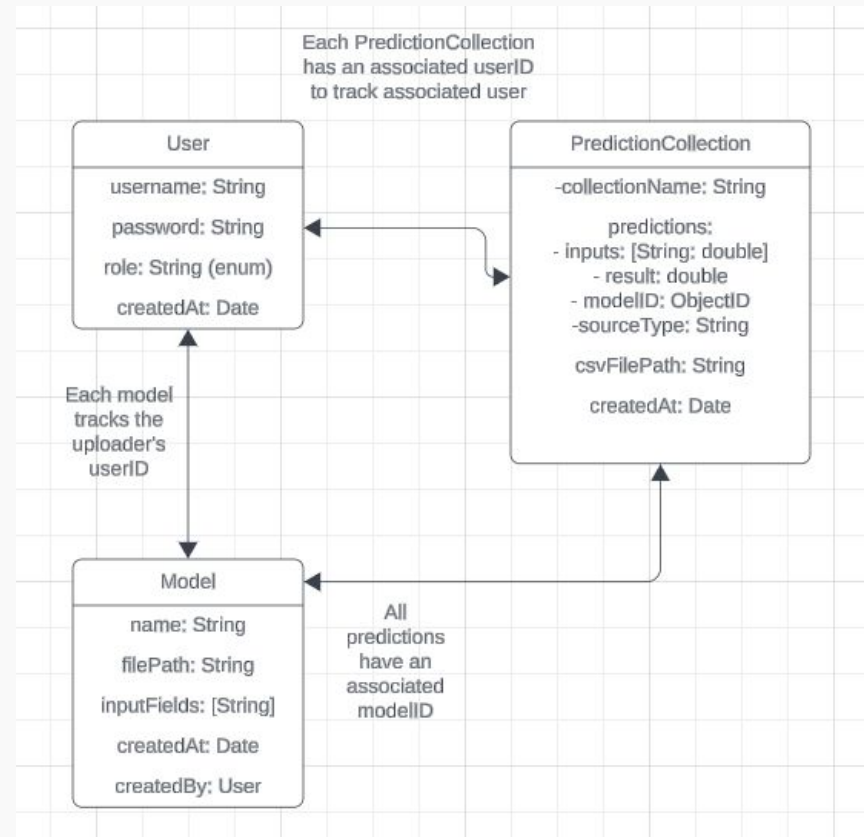 Each PredictionCollection
has an associated userID
to track associated user
User
username: String
password: String
role: String (enum)
createdAt: Date
PredictionCollection
-collectionName: String
predictions:
- inputs: [String: double]
- result: double
- modelID: ObjectID
-sourceType: String
csvFilePath: String
createdAt: Date
Each model
tracks the
uploader's
userID
Model
name: String
filePath: String
inputFields: [String]
createdAt: Date
createdBy: User
All
predictions
have an
associated
modelID